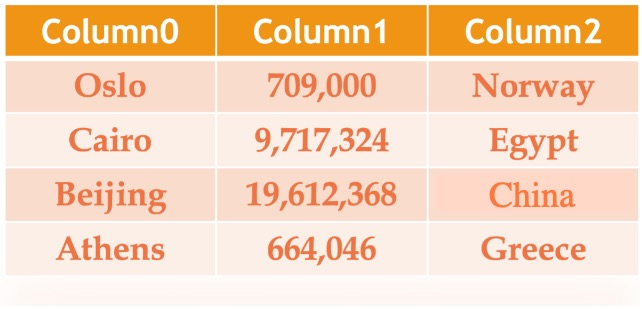 Column0 Column1 Column2
Oslo 709,000 Norway
Cairo 9,717,324 Egypt
Beijing 19,612,368 China
Athens 664,046 Greece